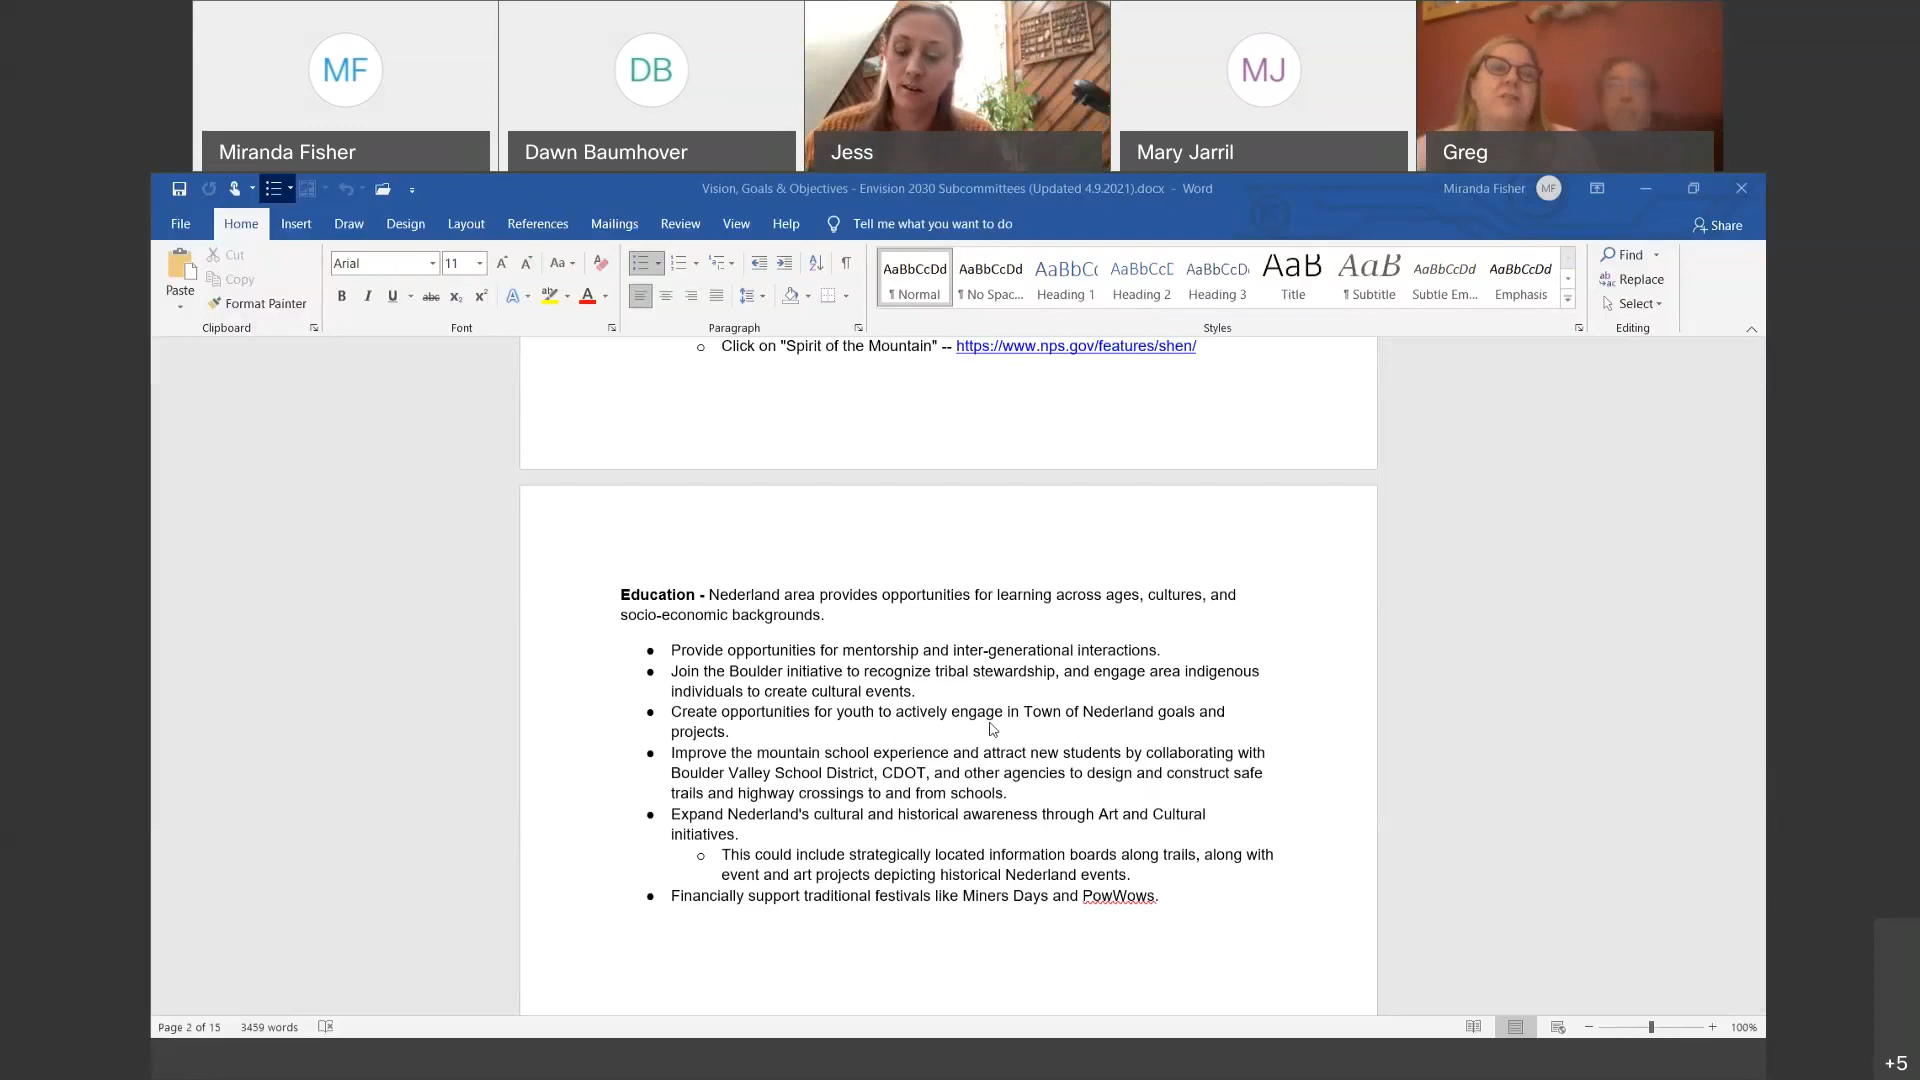 MF
DB
MJ
Miranda Fisher
Dawn Baumhover
Jess
Mary Jarril
Greg
Vision, Goals & Objectives - Envision 2030 Subcommittees (Updated 4.9.2021).docx - Word
Miranda Fisher
MF
File
Home
Insert
Draw
Design
Layout
References
Mailings
Review
View
Help
Tell me what you want to do
Share
Paste
Cut
Copy
Format Painter
Clipboard
Arial
11
Font
Paragraph
AaBbCcDd
¶ Normal
AaBbCcDd
¶ No Spac...
AaBbCc
Heading 1
AaBbCcD
Heading 2
AaBbCcD
Heading 3
AaB
Title
AaB
¶ Subtitle
AaBbCcDd
Subtle Em...
AaBbCcDd
Emphasis
Styles
Find
Replace
Select
Editing
o Click on "Spirit of the Mountain" -- https://www.nps.gov/features/shen/
Education - Nederland area provides opportunities for learning across ages, cultures, and
socio-economic backgrounds.
● Provide opportunities for mentorship and inter-generational interactions.
● Join the Boulder initiative to recognize tribal stewardship, and engage area indigenous
individuals to create cultural events.
● Create opportunities for youth to actively engage in Town of Nederland goals and
projects.
● Improve the mountain school experience and attract new students by collaborating with
Boulder Valley School District, CDOT, and other agencies to design and construct safe
trails and highway crossings to and from schools.
● Expand Nederland's cultural and historical awareness through Art and Cultural
initiatives.
o This could include strategically located information boards along trails, along with
event and art projects depicting historical Nederland events.
● Financially support traditional festivals like Miners Days and PowWows.
Page 2 of 15
3459 words
100%
+5